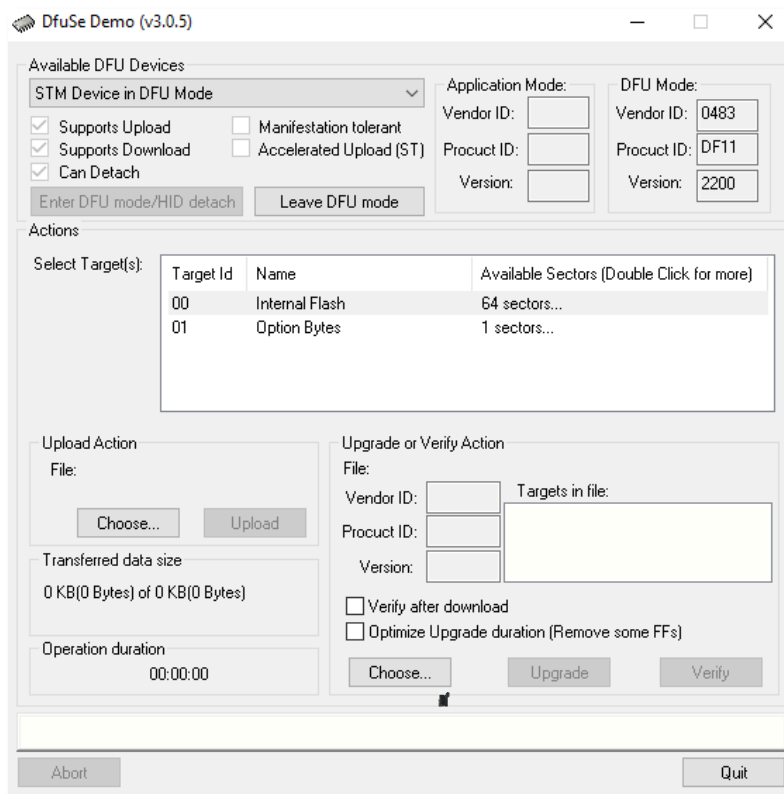 DfuSe Demo (v3.0.5)
Available DFU Devices
STM Device in DFU Mode
Supports Upload
Manifestation tolerant
Supports Download
Accelerated Upload (ST)
Can Detach
Enter DFU mode/HID detach
Leave DFU mode
Application Mode:
Vendor ID:
Procuct ID:
Version:
DFU Mode:
Vendor ID: 0483
Procuct ID: DF11
Version: 2200
Actions
Select Target(s):
Target Id Name Available Sectors (Double Click for more)
00 Internal Flash 64 sectors...
01 Option Bytes 1 sectors...
Upload Action
File:
Choose... Upload
Transferred data size
0 KB(0 Bytes) of 0 KB(0 Bytes)
Operation duration
00:00:00
Upgrade or Verify Action
File:
Vendor ID:
Procuct ID:
Version:
Targets in file:
Verify after download
Optimize Upgrade duration (Remove some FFs)
Choose... Upgrade Verify
Abort
Quit